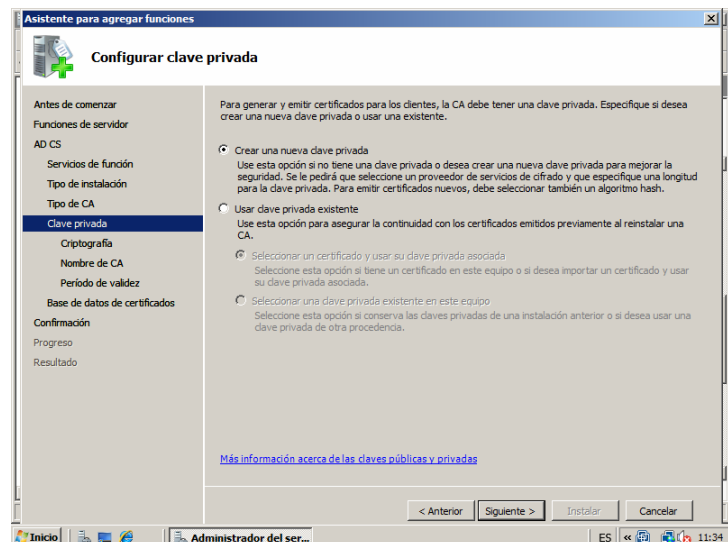 Asistente para agregar funciones
Configurar clave privada
Antes de comenzar
Funciones de servidor
AD CS
Servicios de función
Tipo de instalación
Tipo de CA
Clave privada
Criptografía
Nombre de CA
Período de validez
Base de datos de certificados
Confirmación
Progreso
Resultado
Para generar y emitir certificados para los clientes, la CA debe tener una clave privada. Especifique si desea
crear una nueva clave privada o usar una existente.
Crear una nueva clave privada
Use esta opción si no tiene una clave privada o desea crear una nueva clave privada para mejorar la
seguridad. Se le pedirá que seleccione un proveedor de servicios de cifrado y que especifique una longitud
para la clave privada. Para emitir certificados nuevos, debe seleccionar también un algoritmo hash.
Usar clave privada existente
Use esta opción para asegurar la continuidad con los certificados emitidos previamente al reinstalar una
CA.
Seleccionar un certificado y usar su clave privada asociada
Seleccione esta opción si tiene un certificado en este equipo o si desea importar un certificado y usar
su clave privada asociada.
Seleccionar una clave privada existente en este equipo
Seleccione esta opción si conserva las claves privadas de una instalación anterior o si desea usar una
clave privada de otra procedencia.
Más información acerca de las claves públicas y privadas
< Anterior Siguiente > Instalar Cancelar
Inicio Administrador del ser... ES « 11:34